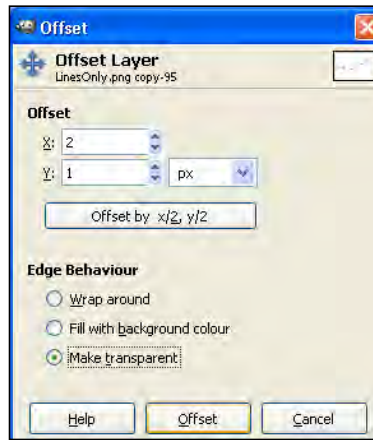 Offset
Offset Layer
LinesOnly.png copy-95
Offset
X: 2
Y: 1 px
Offset by x/2, y/2
Edge Behaviour
Wrap around
Fill with background colour
Make transparent
Help Offset Cancel